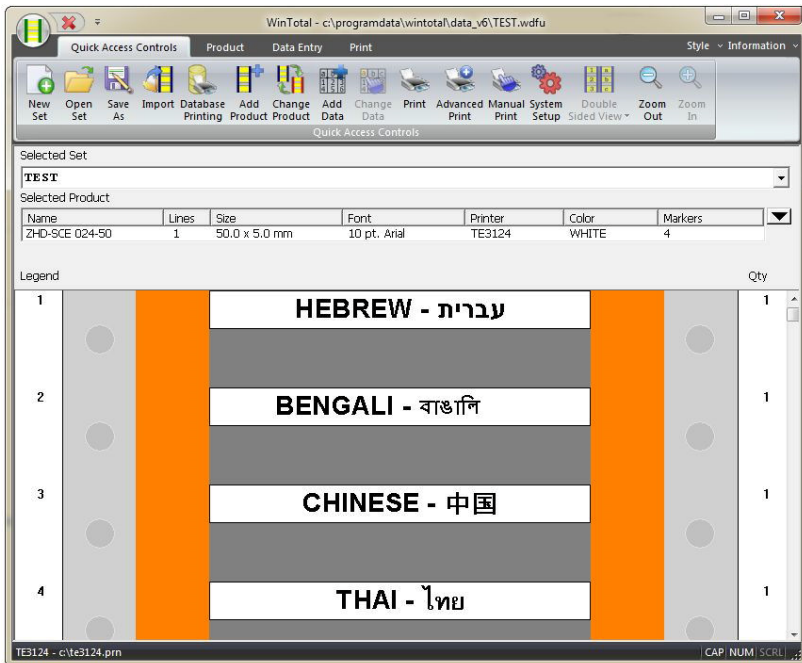 WinTotal - c:\programdata\wintotal\data_v6\TEST.wdfu
Quick Access Controls Product Data Entry Print Style Information
New Set Open Set Save As Import Database Printing Add Product Change Product Add Data Change Data Print Advanced Print Manual Print System Setup Double Sided View Zoom Out Zoom In
Quick Access Controls
Selected Set
TEST
Selected Product
Name Lines Size Font Printer Color Markers
ZHD-SCE 024-50 1 50.0 x 5.0 mm 10 pt. Arial TE3124 WHITE 4
Legend Qty
1 HEBREW - עברית 1
2 BENGALI - বাঙালি 1
3 CHINESE - 中国 1
4 THAI - ไทย 1
TE3124 - c:\te3124.prn CAP NUM SCRL